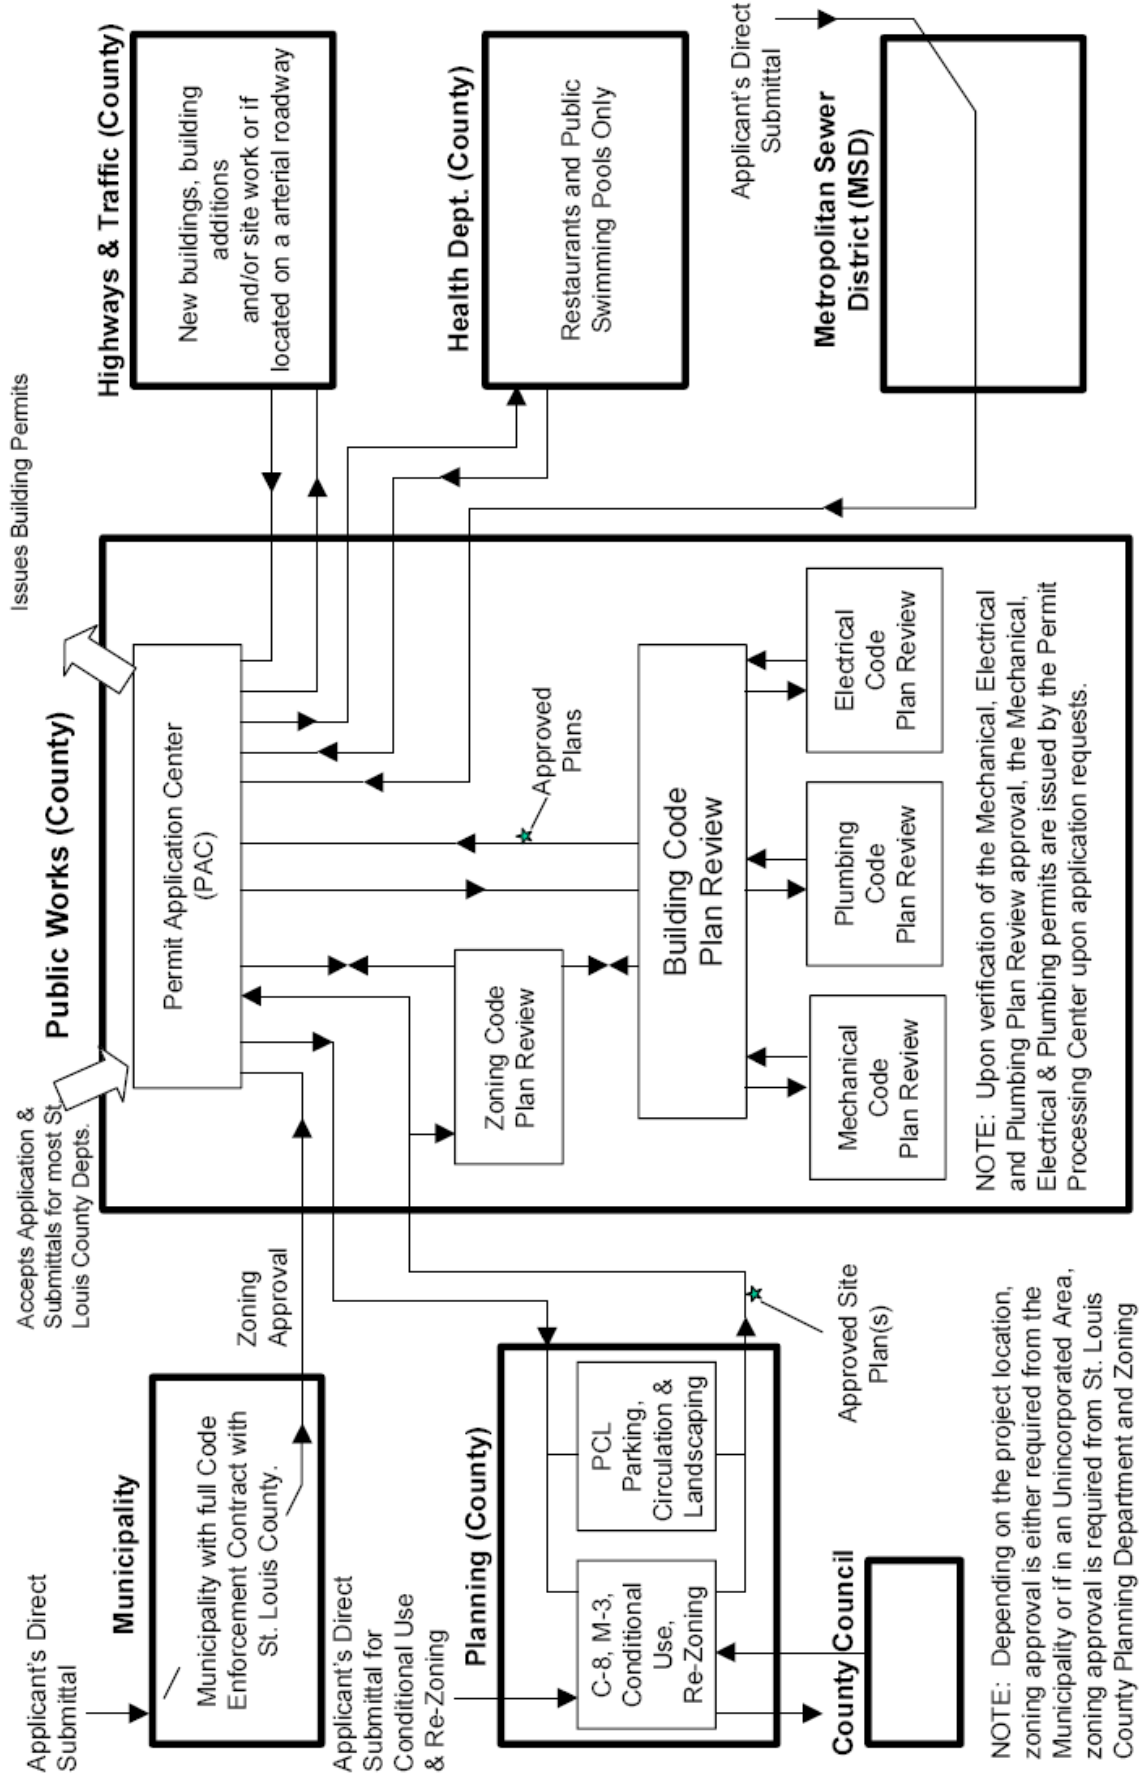 Applicant's Direct
Submittal
Municipality
Municipality with full Code
Enforcement Contract with
St. Louis County.
Zoning
Approval
Accepts Application &
Submittals for most St.
Louis County Depts.
Public Works (County)
Issues Building Permits
Permit Application Center
(PAC)
Highways & Traffic (County)
New buildings, building
additions
and/or site work or if
located on a arterial roadway
Health Dept. (County)
Restaurants and Public
Swimming Pools Only
Applicant's Direct
Submittal
Metropolitan Sewer
District (MSD)
Approved
Plans
Zoning Code
Plan Review
Building Code
Plan Review
Mechanical
Code
Plan Review
Plumbing
Code
Plan Review
Electrical
Code
Plan Review
NOTE: Upon verification of the Mechanical, Electrical
and Plumbing Plan Review approval, the Mechanical,
Electrical & Plumbing permits are issued by the Permit
Processing Center upon application requests.
Applicant's Direct
Submittal for
Conditional Use
& Re-Zoning
Planning (County)
C-8, M-3,
Conditional
Use,
Re-Zoning
PCL
Parking,
Circulation &
Landscaping
Approved Site
Plan(s)
County Council
NOTE: Depending on the project location,
zoning approval is either required from the
Municipality or if in an Unincorporated Area,
zoning approval is required from St. Louis
County Planning Department and Zoning